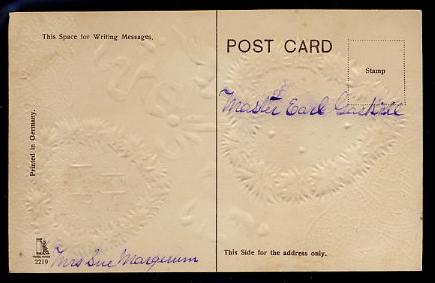 This Space for Writing Messages.
POST CARD
Stamp
Master Earl Gaskill
Printed in Germany.
This Side for the address only.
2219
Mrs Sue Margerum